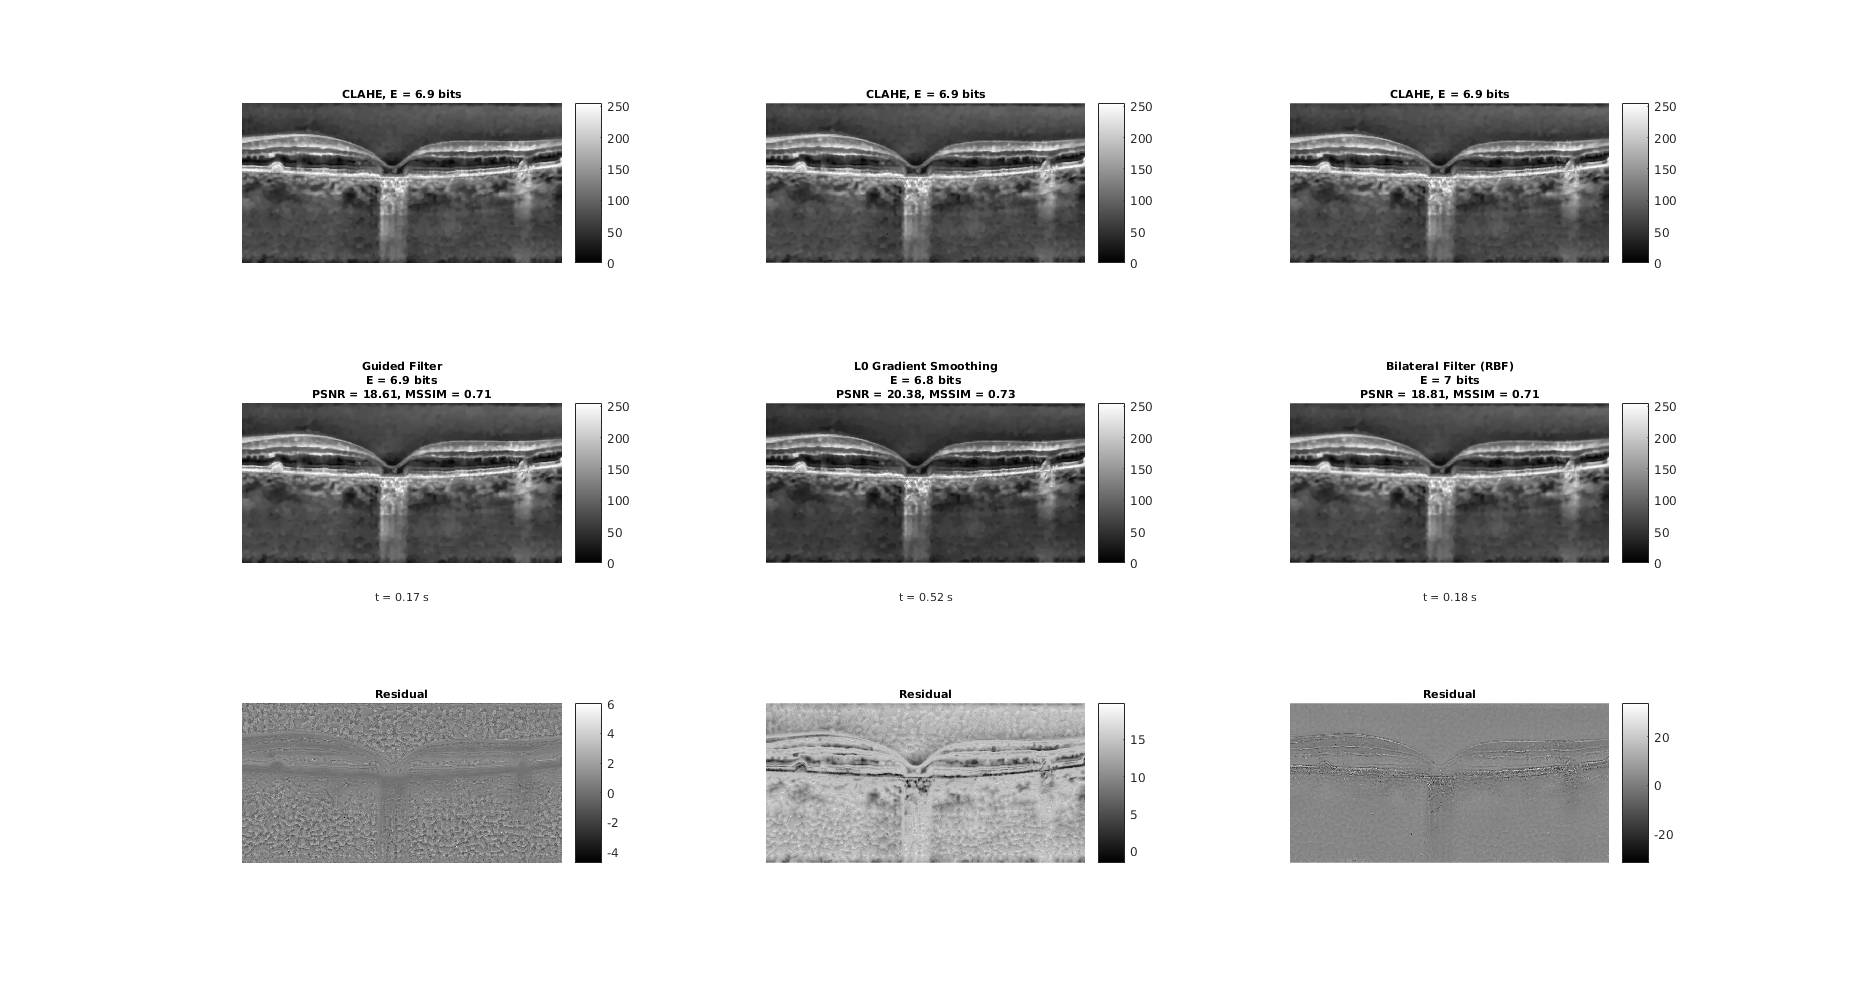 CLAHE, E = 6.9 bits
250
200
150
100
50
0
CLAHE, E = 6.9 bits
250
200
150
100
50
0
CLAHE, E = 6.9 bits
250
200
150
100
50
0
Guided Filter
E = 6.9 bits
PSNR = 18.61, MSSIM = 0.71
250
200
150
100
50
0
t = 0.17 s
L0 Gradient Smoothing
E = 6.8 bits
PSNR = 20.38, MSSIM = 0.73
250
200
150
100
50
0
t = 0.52 s
Bilateral Filter (RBF)
E = 7 bits
PSNR = 18.81, MSSIM = 0.71
250
200
150
100
50
0
t = 0.18 s
Residual
6
4
2
0
-2
-4
Residual
15
10
5
0
Residual
20
0
-20